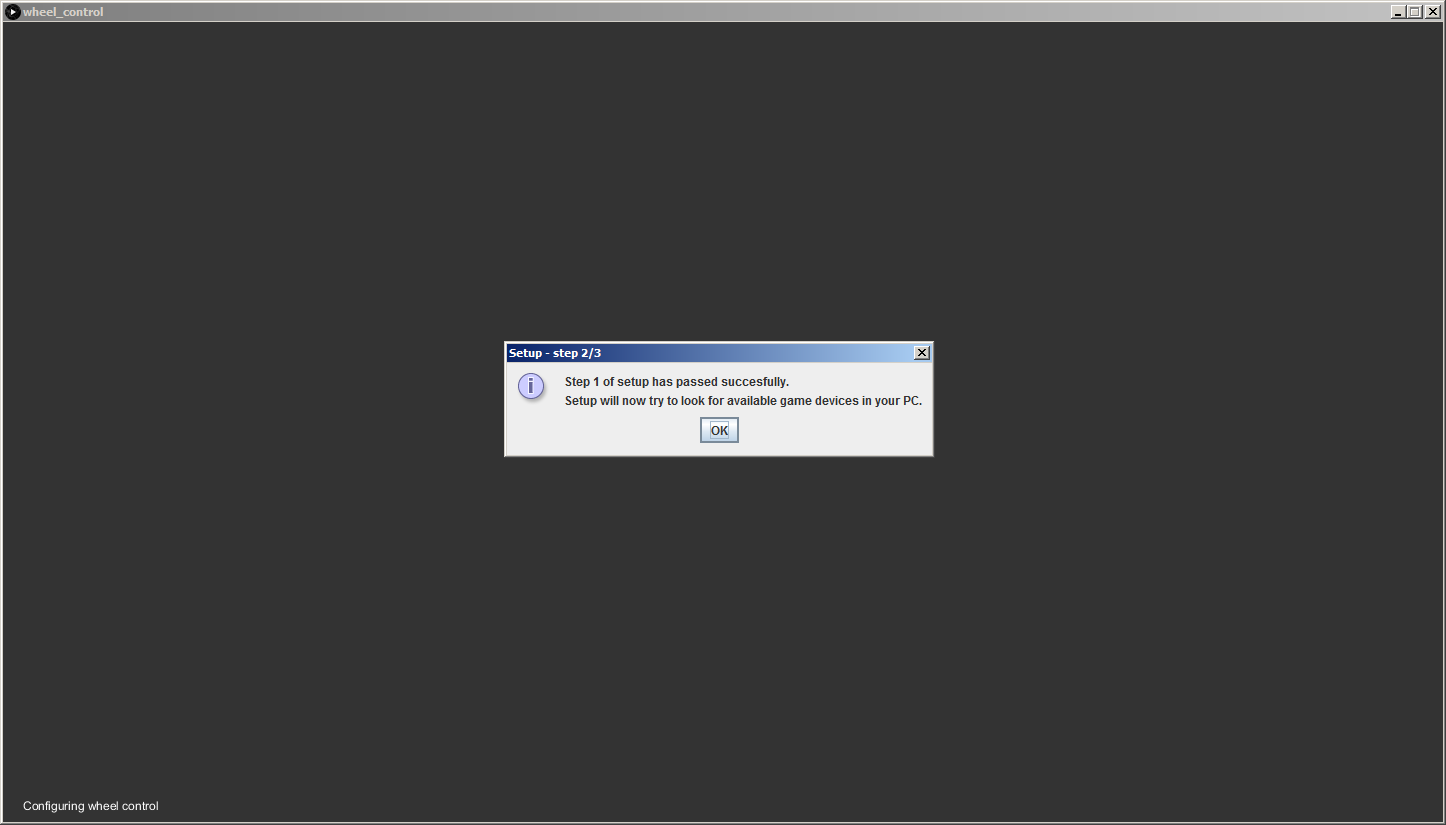 wheel_control
Setup - step 2/3
Step 1 of setup has passed succesfully.
Setup will now try to look for available game devices in your PC.
OK
Configuring wheel control